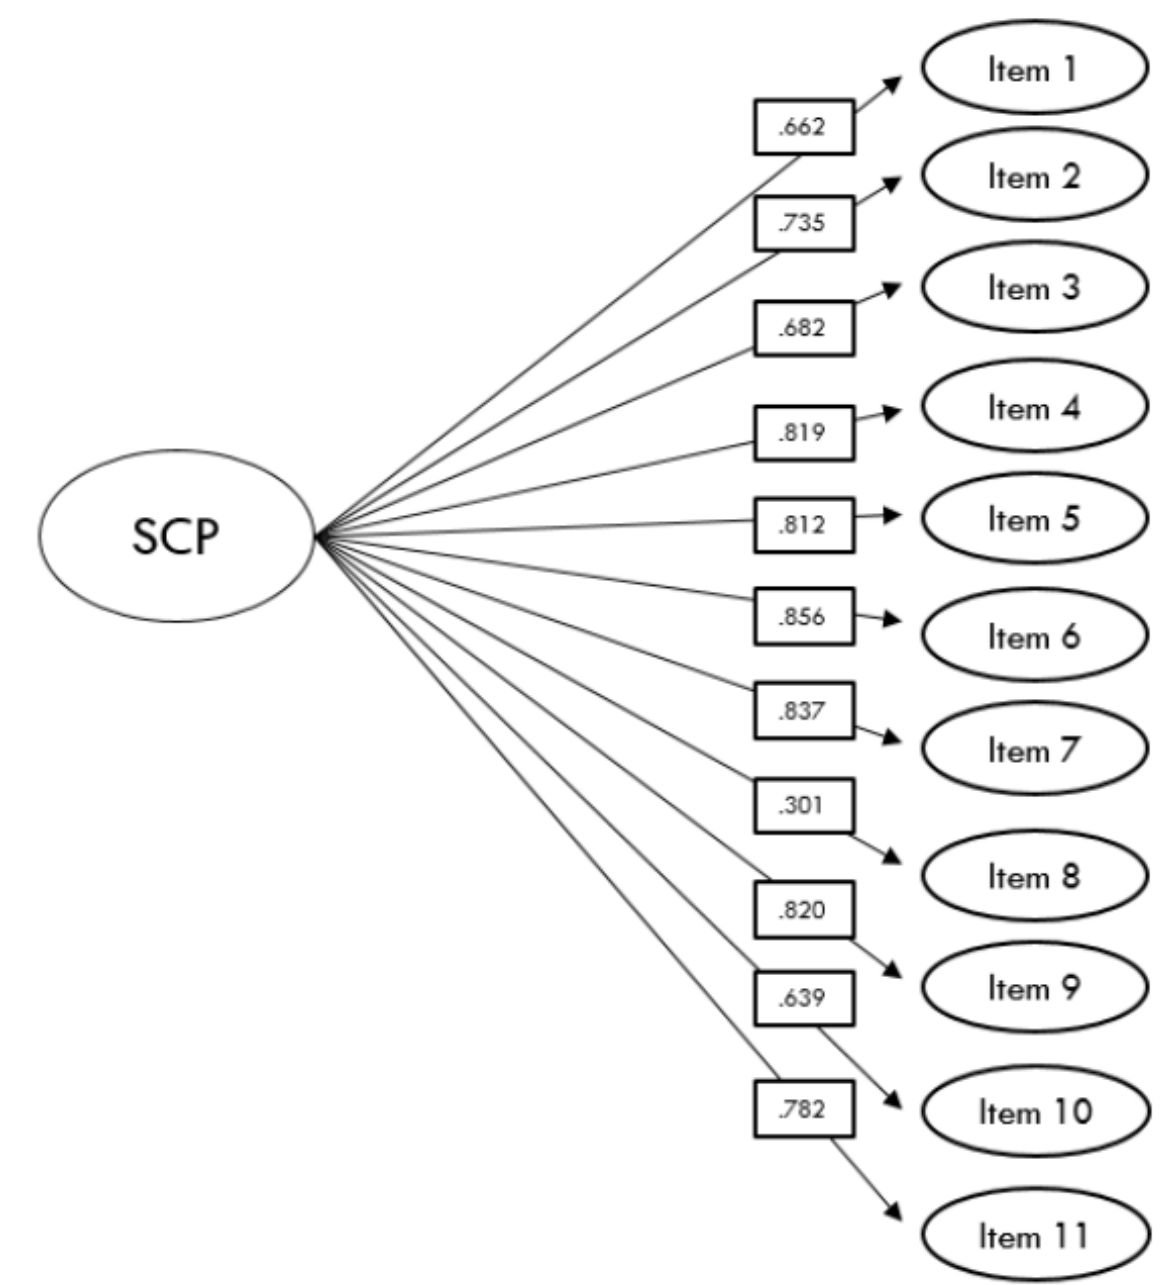 Item 1
.662
Item 2
.735
Item 3
.682
Item 4
.819
SCP
Item 5
.812
Item 6
.856
Item 7
.837
Item 8
.301
Item 9
.820
Item 10
.639
Item 11
.782